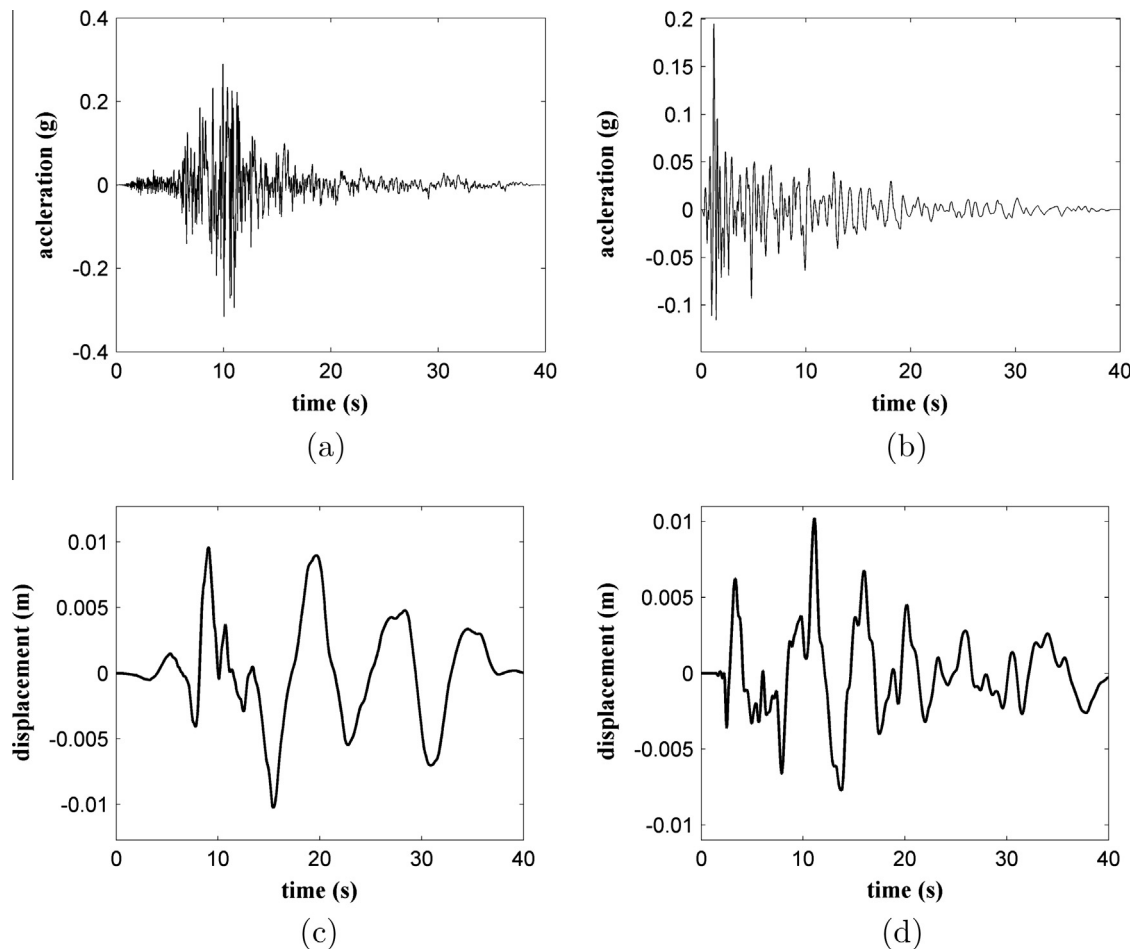 0.4
0.2
0
-0.2
-0.4
accleration (g)
0 10 20 30 40
time (s)
(a)
0.2
0.15
0.1
0.05
0
-0.05
-0.1
accleration (g)
0 10 20 30 40
time (s)
(b)
0.01
0.005
0
-0.005
-0.01
displacement (m)
0 10 20 30 40
time (s)
(c)
0.01
0.005
0
-0.005
-0.01
displacement (m)
0 10 20 30 40
time (s)
(d)